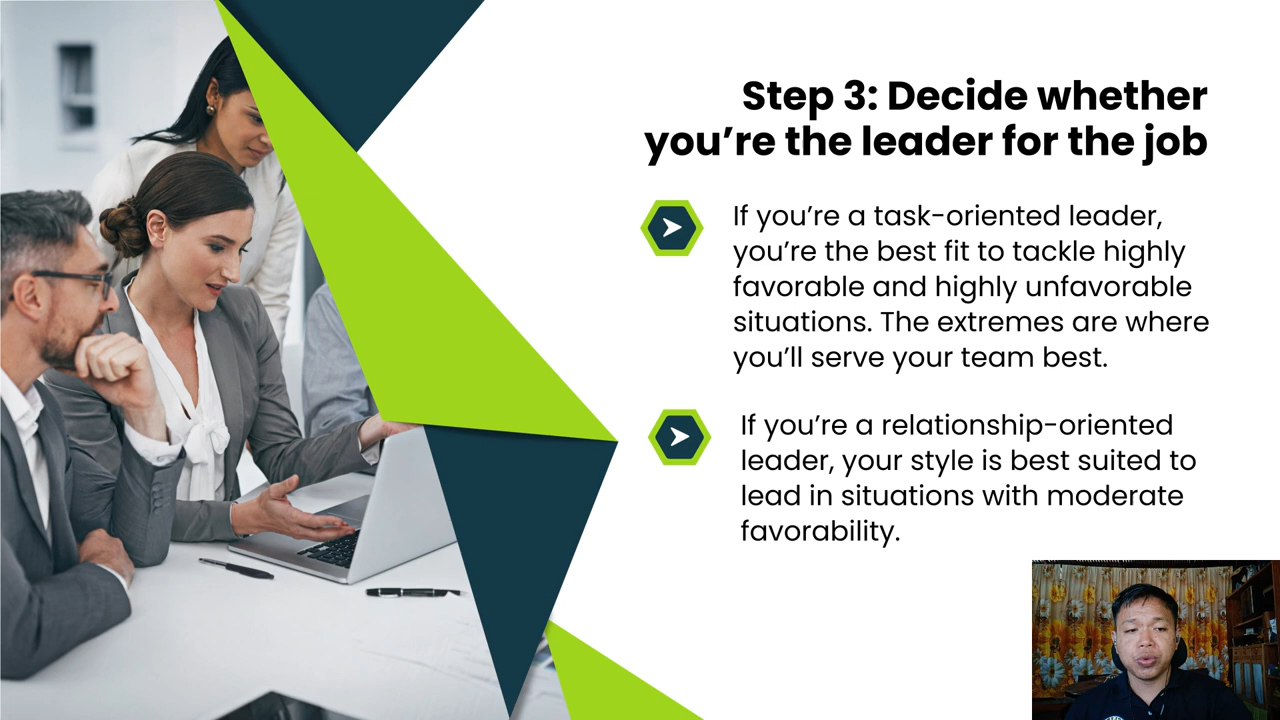 Step 3: Decide whether
you’re the leader for the job
If you’re a task-oriented leader,
you’re the best fit to tackle highly
favorable and highly unfavorable
situations. The extremes are where
you’ll serve your team best.
If you’re a relationship-oriented
leader, your style is best suited to
lead in situations with moderate
favorability.